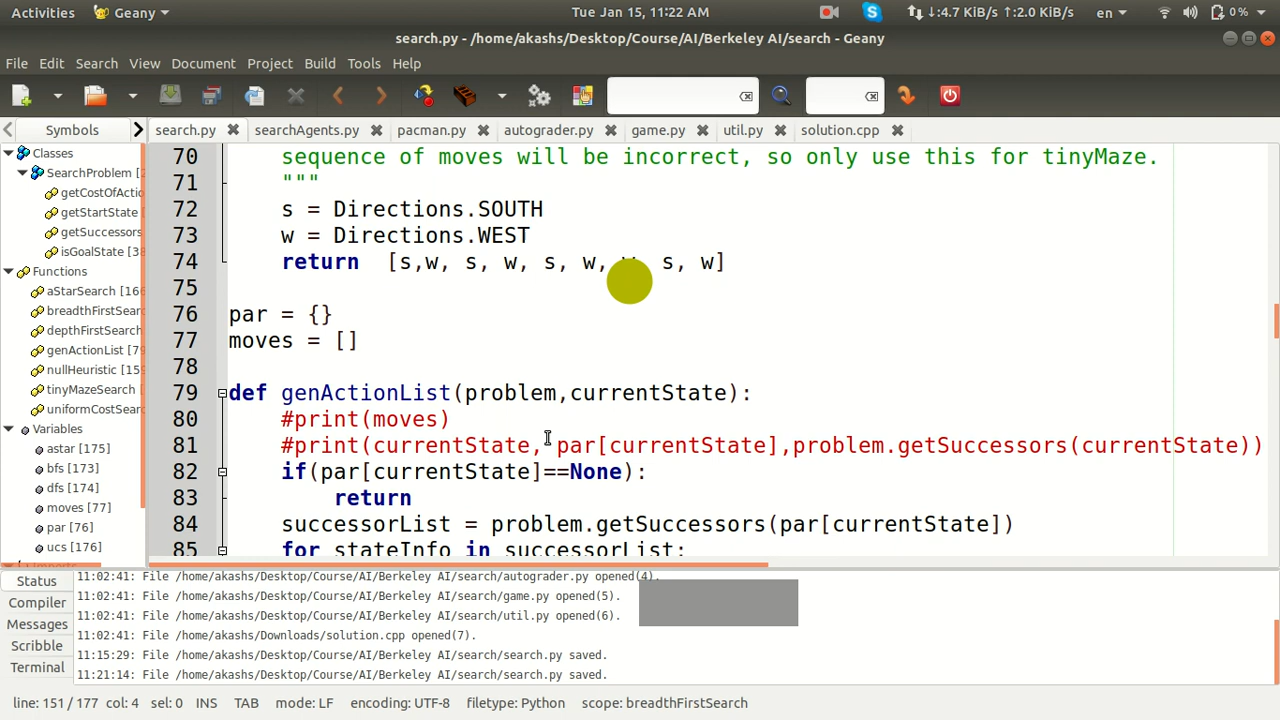 Activities Geany Tue Jan 15, 11:22 AM ↓:4.7 KiB/s ↑:2.0 KiB/s en 0%
search.py - /home/akashs/Desktop/Course/AI/Berkeley AI/search - Geany
File Edit Search View Document Project Build Tools Help
Symbols search.py searchAgents.py pacman.py autograder.py game.py util.py solution.cpp
Classes
SearchProblem [2
getCostOfActio
getStartState [
getSuccessors
isGoalState [38
Functions
aStarSearch [166
breadthFirstSear
depthFirstSearch
genActionList [79
nullHeuristic [159
tinyMazeSearch
uniformCostSear
Variables
astar [175]
bfs [173]
dfs [174]
moves [77]
par [76]
ucs [176]
70 sequence of moves will be incorrect, so only use this for tinyMaze.
71 """
72 s = Directions.SOUTH
73 w = Directions.WEST
74 return [s,w, s, w, s, w, w, s, w]
75
76 par = {}
77 moves = []
78
79 def genActionList(problem,currentState):
80 #print(moves)
81 #print(currentState, par[currentState],problem.getSuccessors(currentState))
82 if(par[currentState]==None):
83 return
84 successorList = problem.getSuccessors(par[currentState])
85 for stateInfo in successorList:
Status
Compiler
Messages
Scribble
Terminal
11:02:41: File /home/akashs/Desktop/Course/AI/Berkeley AI/search/autograder.py opened(4).
11:02:41: File /home/akashs/Desktop/Course/AI/Berkeley AI/search/game.py opened(5).
11:02:41: File /home/akashs/Desktop/Course/AI/Berkeley AI/search/util.py opened(6).
11:02:41: File /home/akashs/Downloads/solution.cpp opened(7).
11:15:29: File /home/akashs/Desktop/Course/AI/Berkeley AI/search/search.py saved.
11:21:14: File /home/akashs/Desktop/Course/AI/Berkeley AI/search/search.py saved.
line: 151 / 177 col: 4 sel: 0 INS TAB mode: LF encoding: UTF-8 filetype: Python scope: breadthFirstSearch